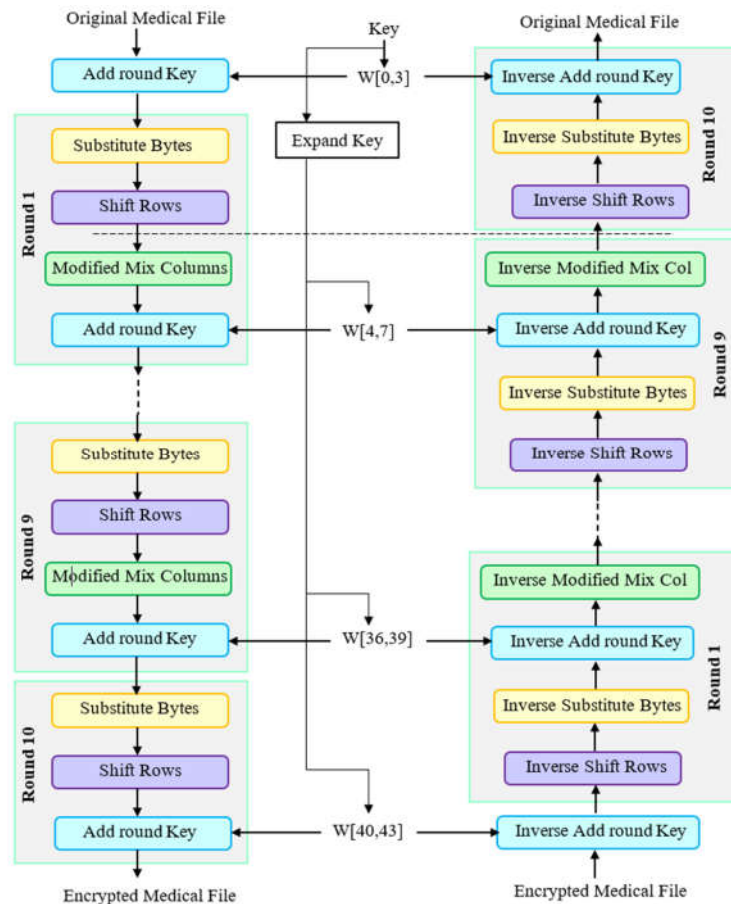 Original Medical File
Add round Key
Round 1
Substitute Bytes
Shift Rows
Modified Mix Columns
Add round Key
Round 9
Substitute Bytes
Shift Rows
Modified Mix Columns
Add round Key
Round 10
Substitute Bytes
Shift Rows
Add round Key
Encrypted Medical File
Key
W[0,3]
Expand Key
W[4,7]
W[36,39]
W[40,43]
Original Medical File
Inverse Add round Key
Inverse Substitute Bytes
Inverse Shift Rows
Round 10
Inverse Modified Mix Col
Inverse Add round Key
Inverse Substitute Bytes
Inverse Shift Rows
Round 9
Inverse Modified Mix Col
Inverse Add round Key
Inverse Substitute Bytes
Inverse Shift Rows
Round 1
Inverse Add round Key
Encrypted Medical File